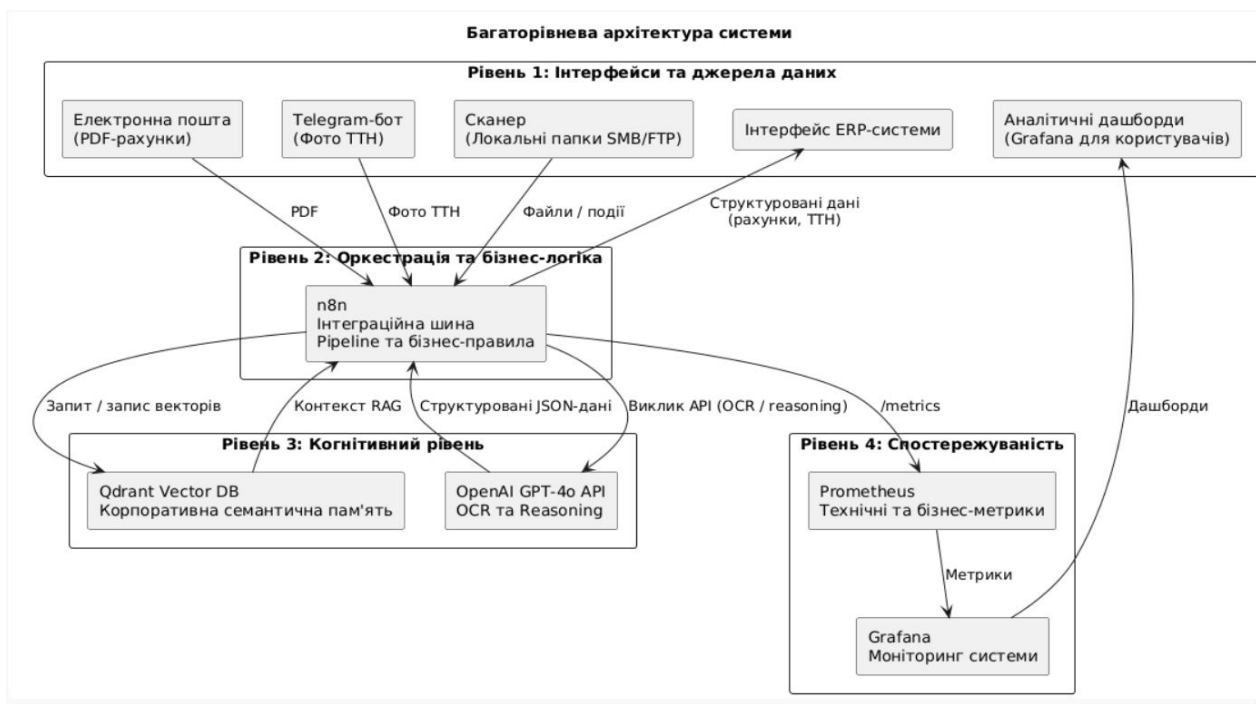 Багаторівнева архітектура системи
Рівень 1: Інтерфейси та джерела даних
Електронна пошта
(PDF-рахунки)
Telegram-бот
(Фото ТТН)
Сканер
(Локальні папки SMB/FTP)
Інтерфейс ERP-системи
Аналітичні дашборди
(Grafana для користувачів)
PDF
Фото ТТН
Файли / події
Структуровані дані
(рахунки, ТТН)
Рівень 2: Оркестрація та бізнес-логіка
n8n
Інтеграційна шина
Pipeline та бізнес-правила
Запит / запис векторів
Контекст RAG
Структуровані JSON-дані
Виклик API (OCR / reasoning)
/metrics
Дашборди
Рівень 3: Когнітивний рівень
Qdrant Vector DB
Корпоративна семантична пам'ять
OpenAI GPT-4o API
OCR та Reasoning
Рівень 4: Спостережуваність
Prometheus
Технічні та бізнес-метрики
Метрики
Grafana
Моніторинг системи